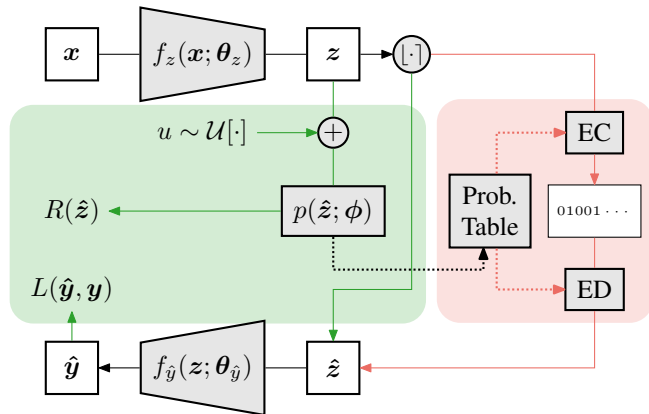 x
f_z(x; θ_z)
z
⌊·⌉
u ∼ 𝒰[·]
+
EC
R(ẑ)
p(ẑ; ϕ)
Prob.
Table
01001 ···
L(ŷ, y)
ED
ŷ
f_ŷ(z; θ_ŷ)
ẑ